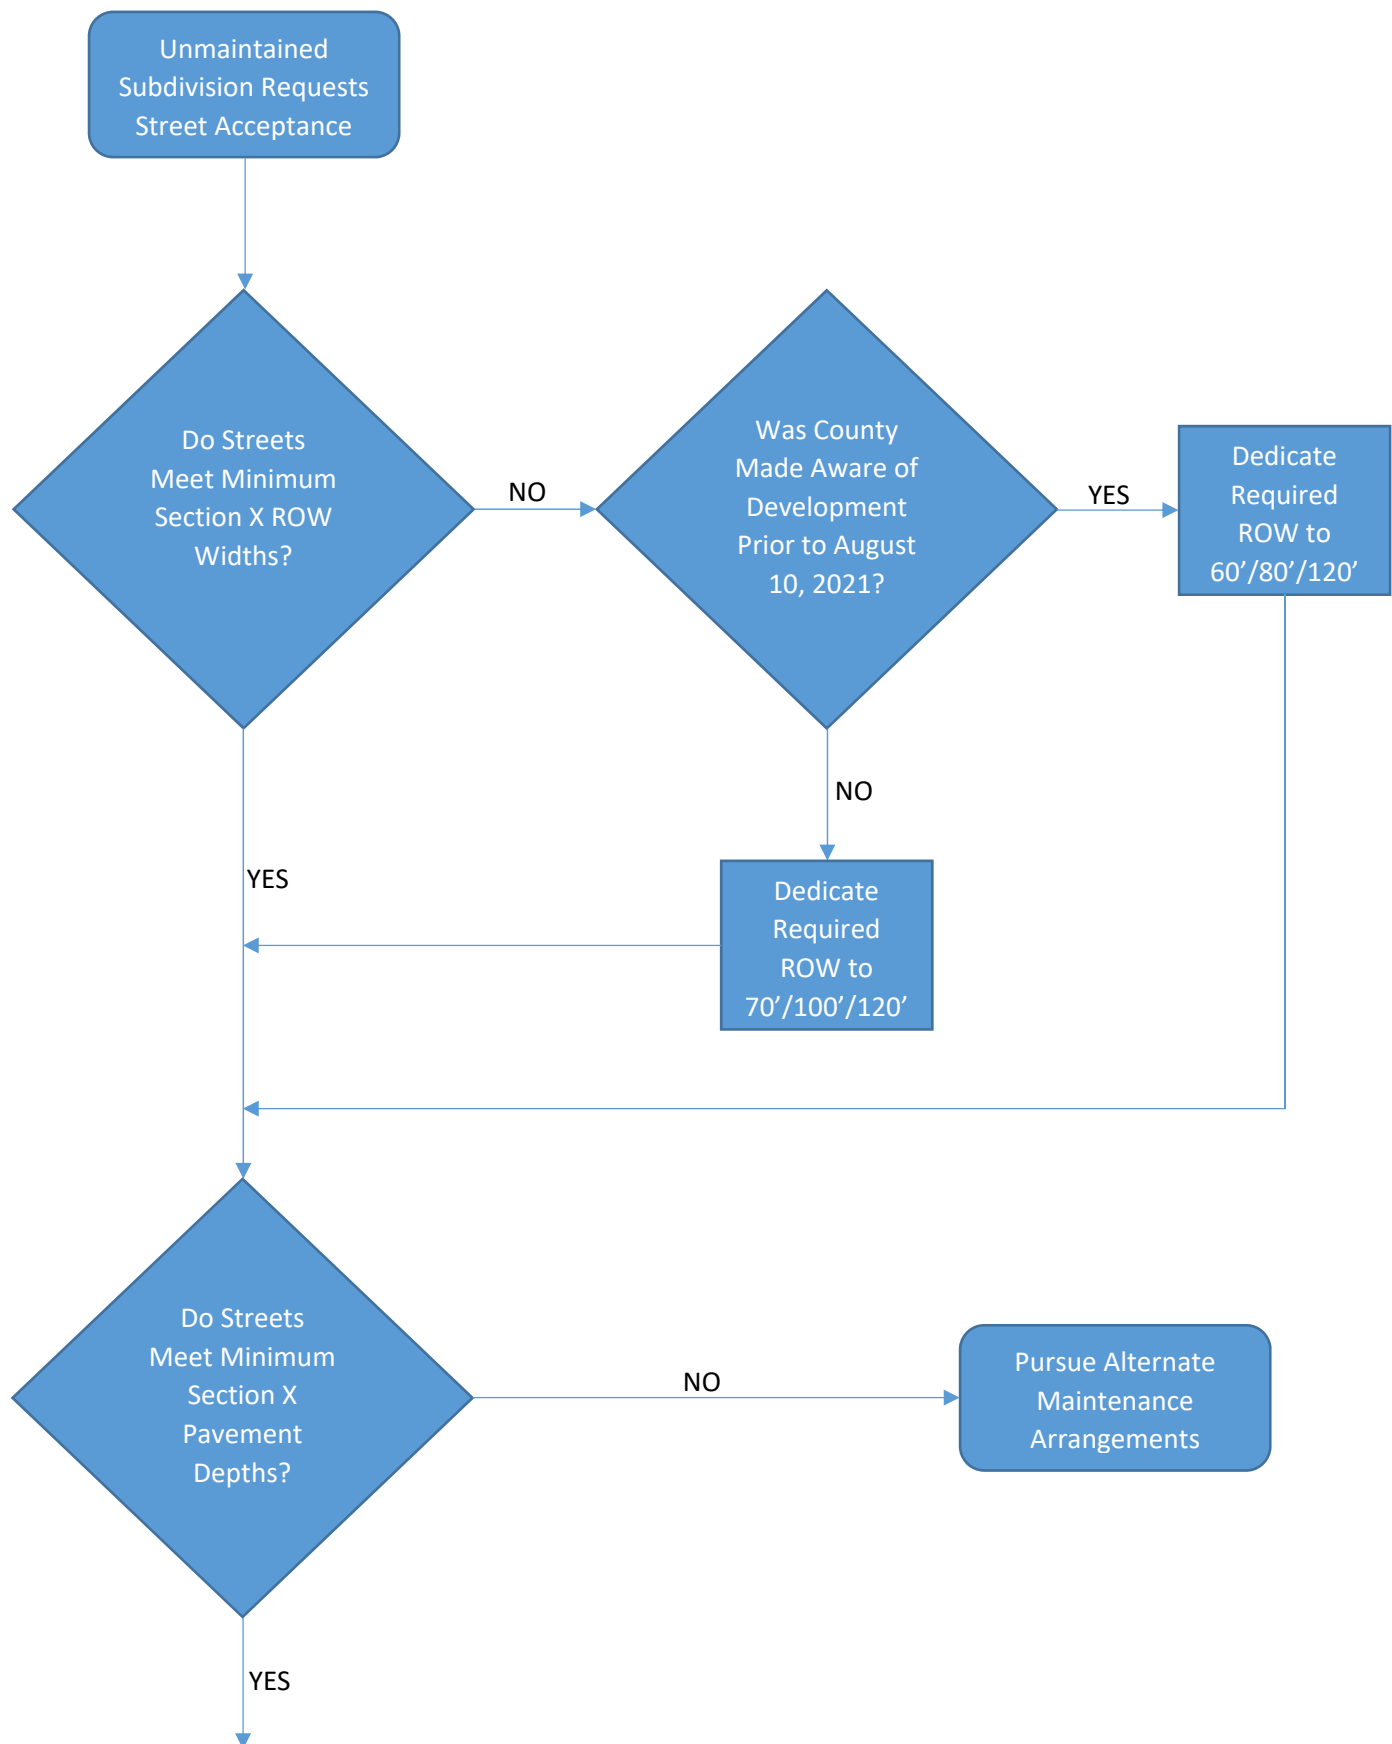 Unmaintained
Subdivision Requests
Street Acceptance
Do Streets
Meet Minimum
Section X ROW
Widths?
NO
Was County
Made Aware of
Development
Prior to August
10, 2021?
YES
Dedicate
Required
ROW to
60’/80’/120’
NO
YES
Dedicate
Required
ROW to
70’/100’/120’
Do Streets
Meet Minimum
Section X
Pavement
Depths?
NO
Pursue Alternate
Maintenance
Arrangements
YES